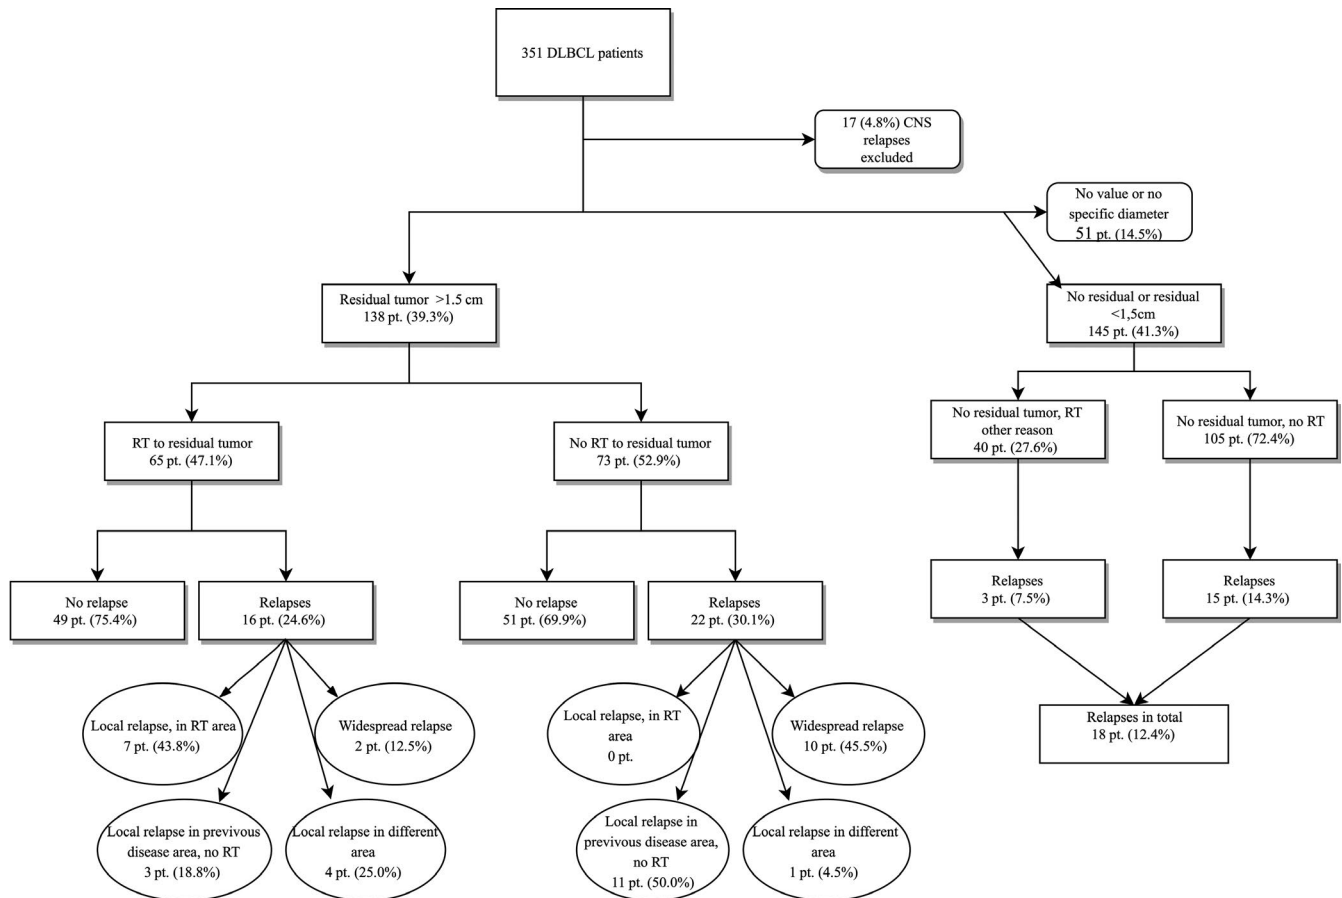 351 DLBCL patients
17 (4.8%) CNS
relapses
excluded
No value or no
specific diameter
51 pt. (14.5%)
Residual tumor >1.5 cm
138 pt. (39.3%)
No residual or residual
<1,5cm
145 pt. (41.3%)
RT to residual tumor
65 pt. (47.1%)
No RT to residual tumor
73 pt. (52.9%)
No residual tumor, RT
other reason
40 pt. (27.6%)
No residual tumor, no RT
105 pt. (72.4%)
No relapse
49 pt. (75.4%)
Relapses
16 pt. (24.6%)
No relapse
51 pt. (69.9%)
Relapses
22 pt. (30.1%)
Relapses
3 pt. (7.5%)
Relapses
15 pt. (14.3%)
Local relapse, in RT area
7 pt. (43.8%)
Widespread relapse
2 pt. (12.5%)
Local relapse, in RT
area
0 pt.
Widespread relapse
10 pt. (45.5%)
Relapses in total
18 pt. (12.4%)
Local relapse in previvous
disease area, no RT
3 pt. (18.8%)
Local relapse in different
area
4 pt. (25.0%)
Local relapse in
previvous disease area,
no RT
11 pt. (50.0%)
Local relapse in different
area
1 pt. (4.5%)